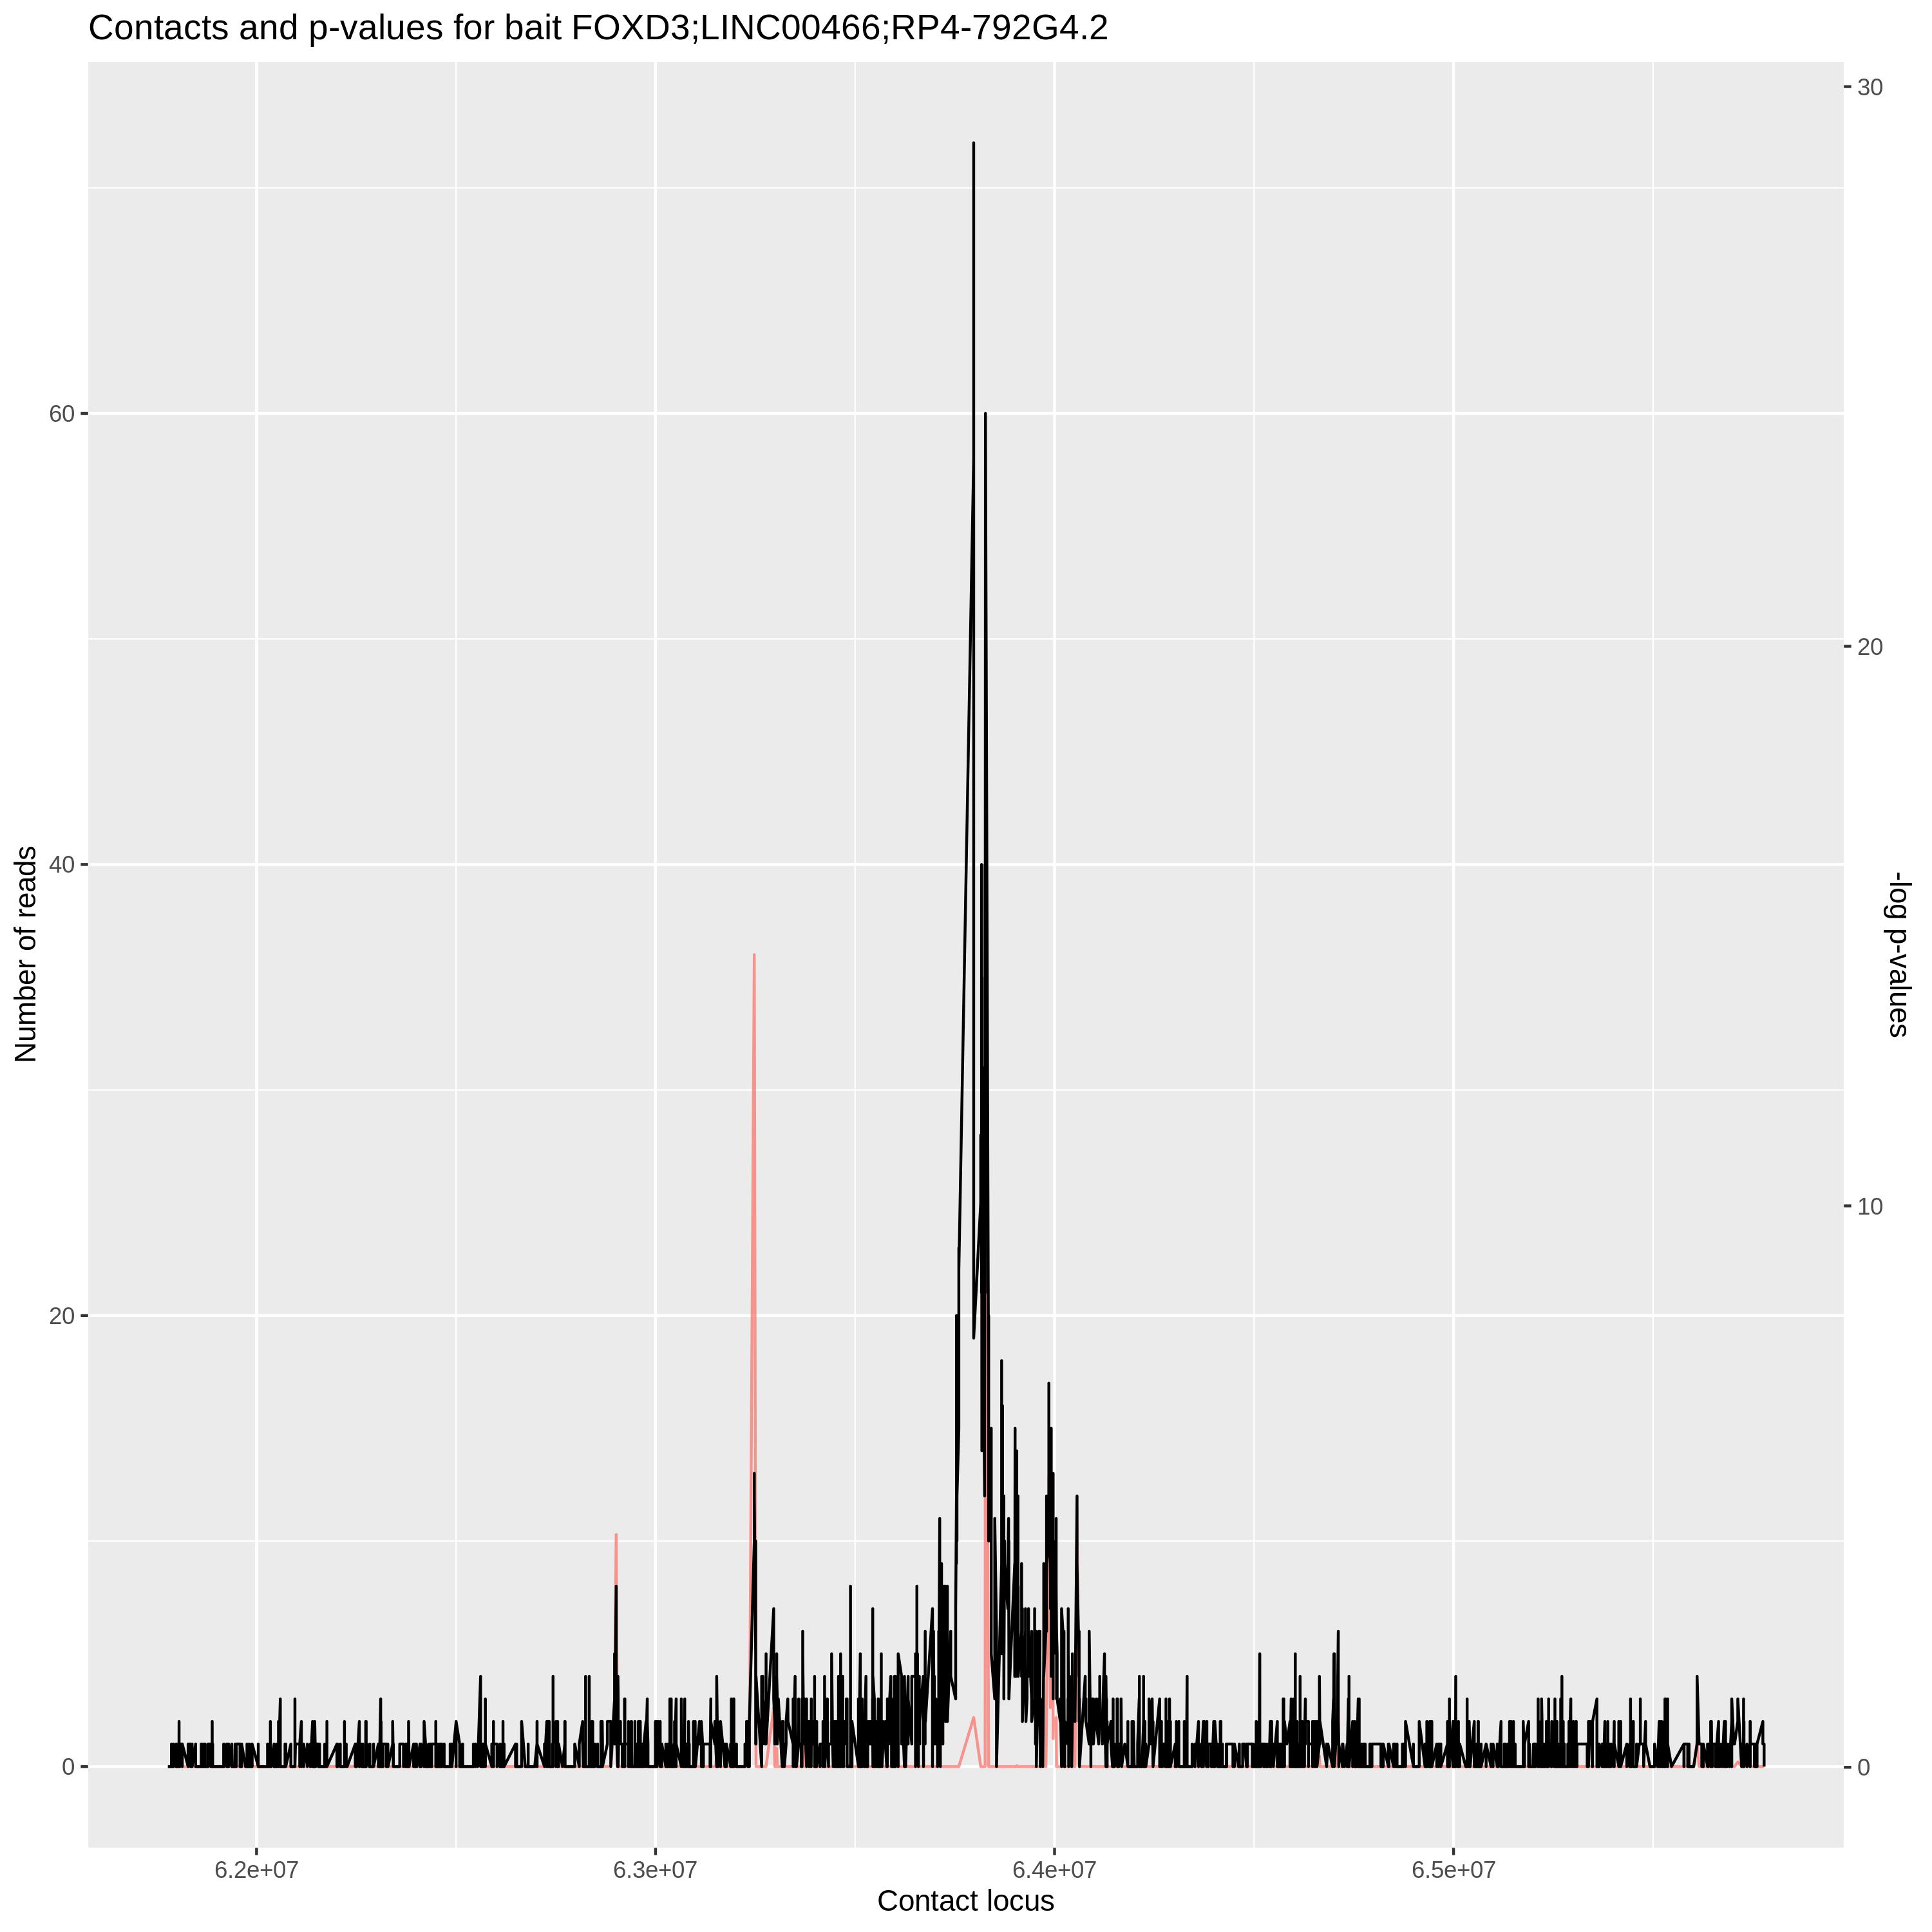 Contacts and p-values for bait FOXD3;LINC00466;RP4-792G4.2
30
60
20
40
Number of reads
-log p-values
10
20
0
0
6.2e+07
6.3e+07
6.4e+07
6.5e+07
Contact locus